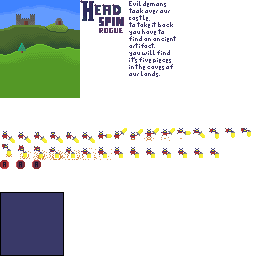 HEAD
SPIN
ROGUE
Evil demons
took over our
castle,
to take it back
you have to
find an ancient
artifact.
you will find
it's five pieces
in the caves of
our lands.